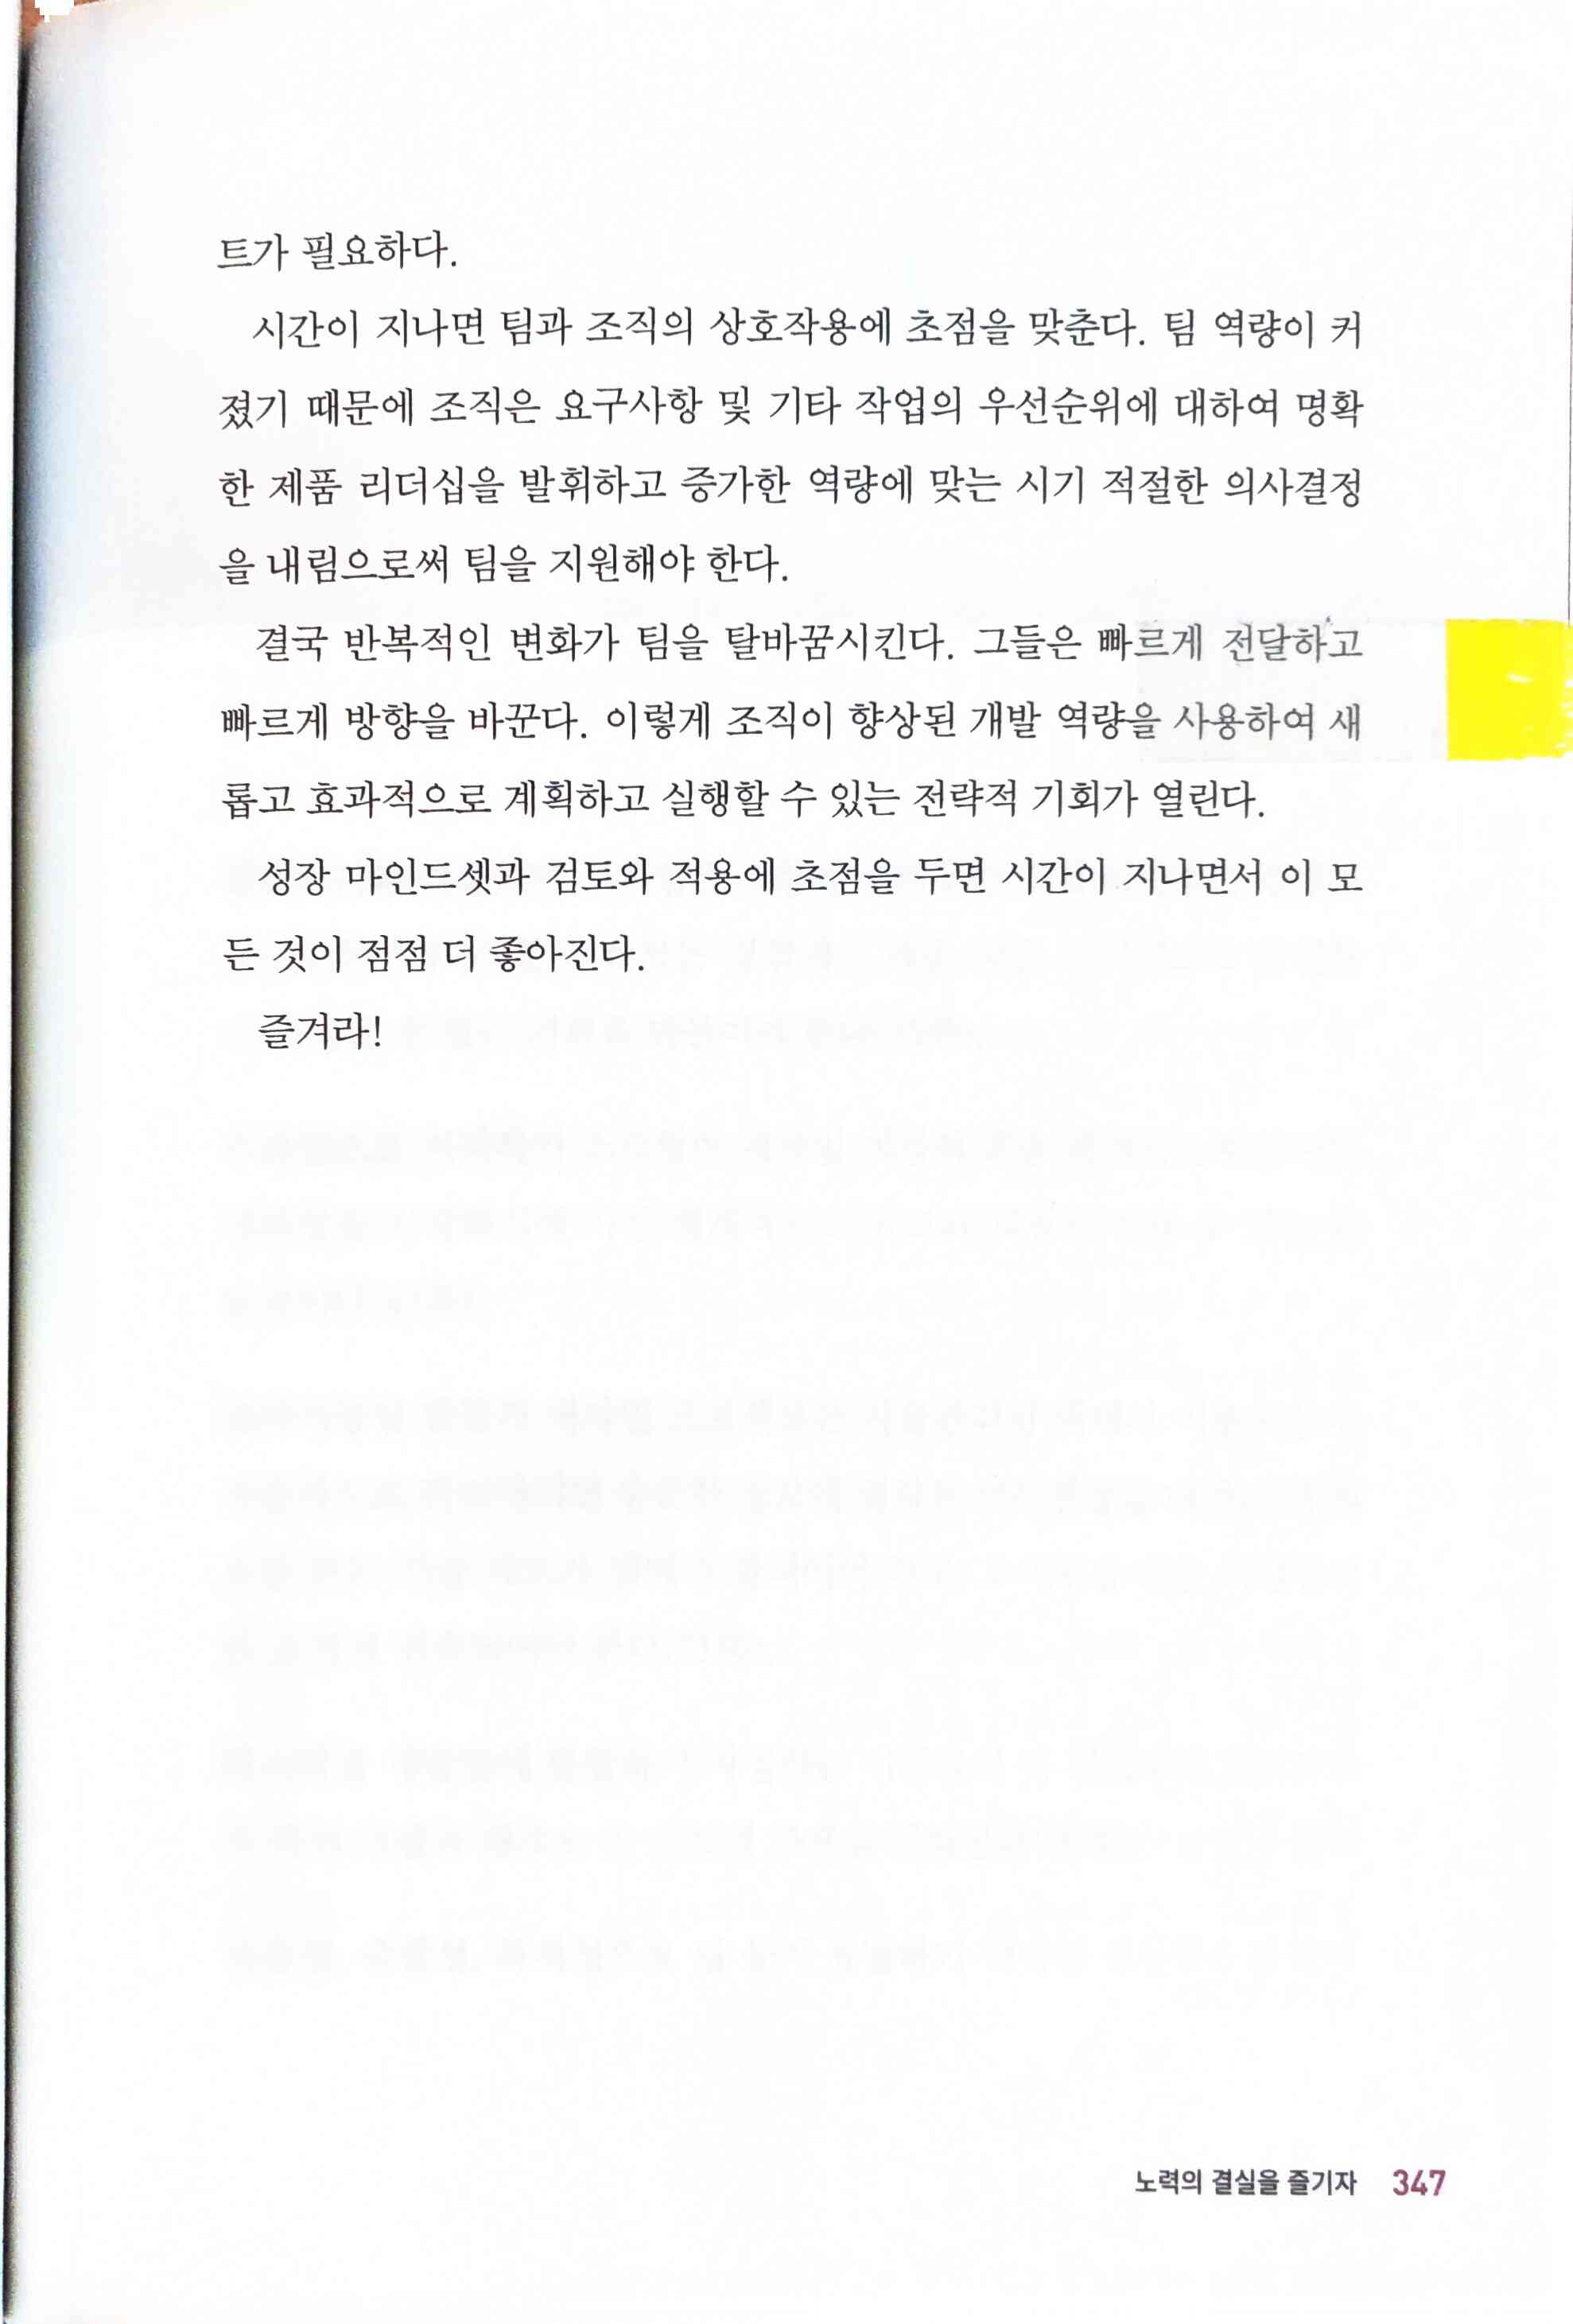 트가 필요하다.
시간이 지나면 팀과 조직의 상호작용에 초점을 맞춘다. 팀 역량이 커
졌기 때문에 조직은 요구사항 및 기타 작업의 우선순위에 대하여 명확
한 제품 리더십을 발휘하고 증가한 역량에 맞는 시기 적절한 의사결정
을 내림으로써 팀을 지원해야 한다.
결국 반복적인 변화가 팀을 탈바꿈시킨다. 그들은 빠르게 전달하고
빠르게 방향을 바꾼다. 이렇게 조직이 향상된 개발 역량을 사용하여 새
롭고 효과적으로 계획하고 실행할 수 있는 전략적 기회가 열린다.
성장 마인드셋과 검토와 적용에 초점을 두면 시간이 지나면서 이 모
든 것이 점점 더 좋아진다.
즐겨라!
노력의 결실을 즐기자 347